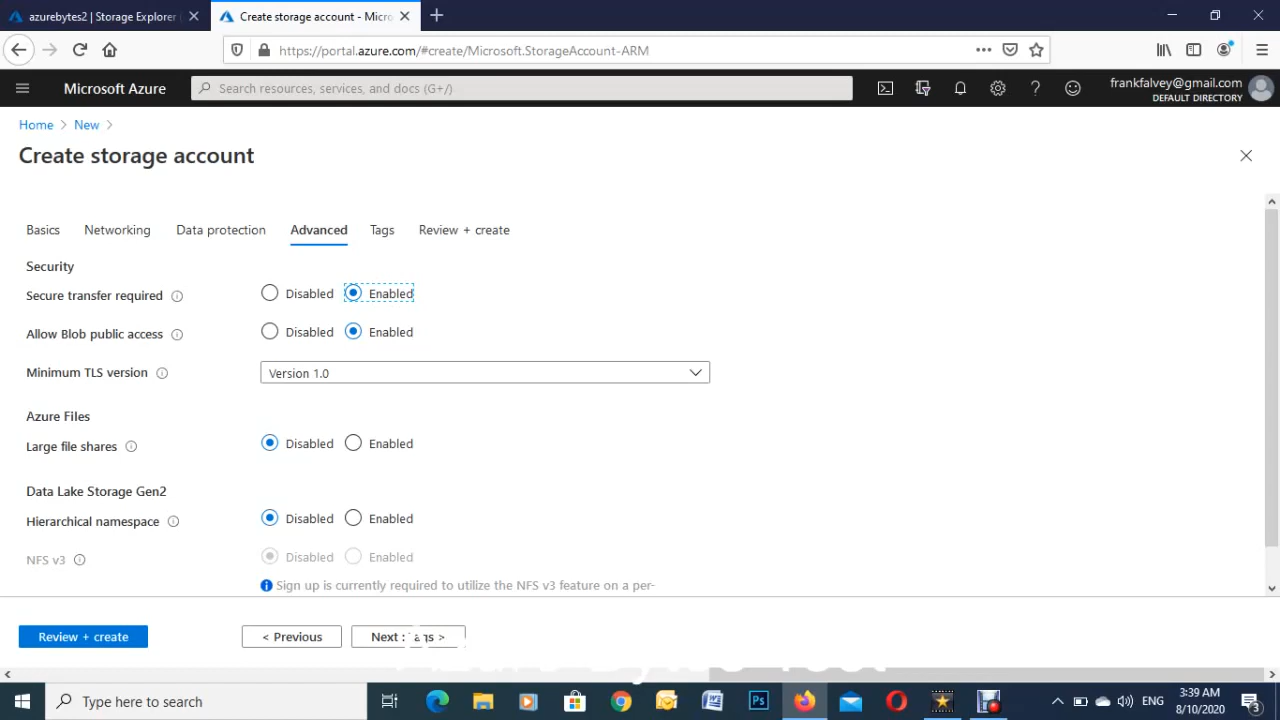 azurebytes2 | Storage Explorer
Create storage account - Micro
https://portal.azure.com/#create/Microsoft.StorageAccount-ARM
Microsoft Azure
Search resources, services, and docs (G+/)
frankfalvey@gmail.com
DEFAULT DIRECTORY
Home > New >
Create storage account
Basics Networking Data protection Advanced Tags Review + create
Security
Secure transfer required Disabled Enabled
Allow Blob public access Disabled Enabled
Minimum TLS version Version 1.0
Azure Files
Large file shares Disabled Enabled
Data Lake Storage Gen2
Hierarchical namespace Disabled Enabled
NFS v3 Disabled Enabled
Sign up is currently required to utilize the NFS v3 feature on a per-
Review + create < Previous Next : Tags >
Type here to search
ENG
3:39 AM
8/10/2020
3